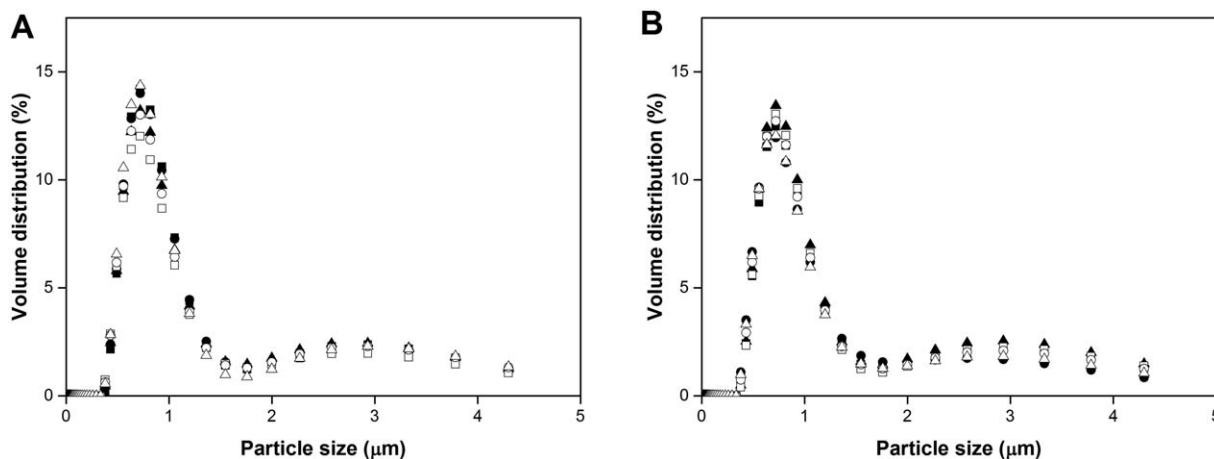 A
Volume distribution (%)
15
10
5
0
0 1 2 3 4 5
Particle size (μm)
B
Volume distribution (%)
15
10
5
0
0 1 2 3 4 5
Particle size (μm)